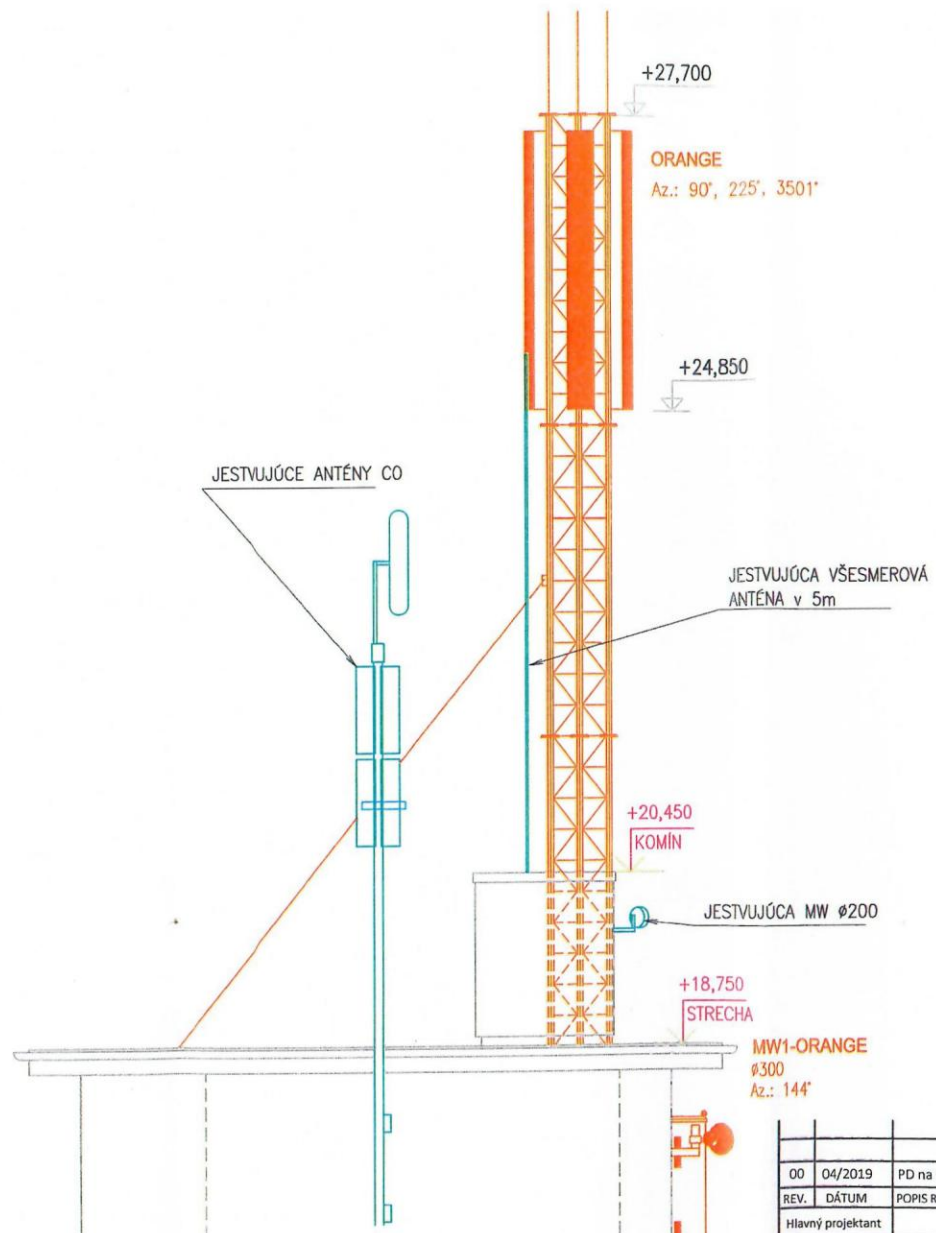 +27,700
ORANGE
Az.: 90°, 225°, 3501°
+24,850
JESTVUJÚCE ANTÉNY CO
JESTVUJÚCA VŠESMEROVÁ
ANTÉNA v 5m
+20,450
KOMÍN
JESTVUJÚCA MW ø200
+18,750
STRECHA
MW1-ORANGE
ø300
Az.: 144°
00 04/2019 PD na
REV. DÁTUM POPIS R
Hlavný projektant